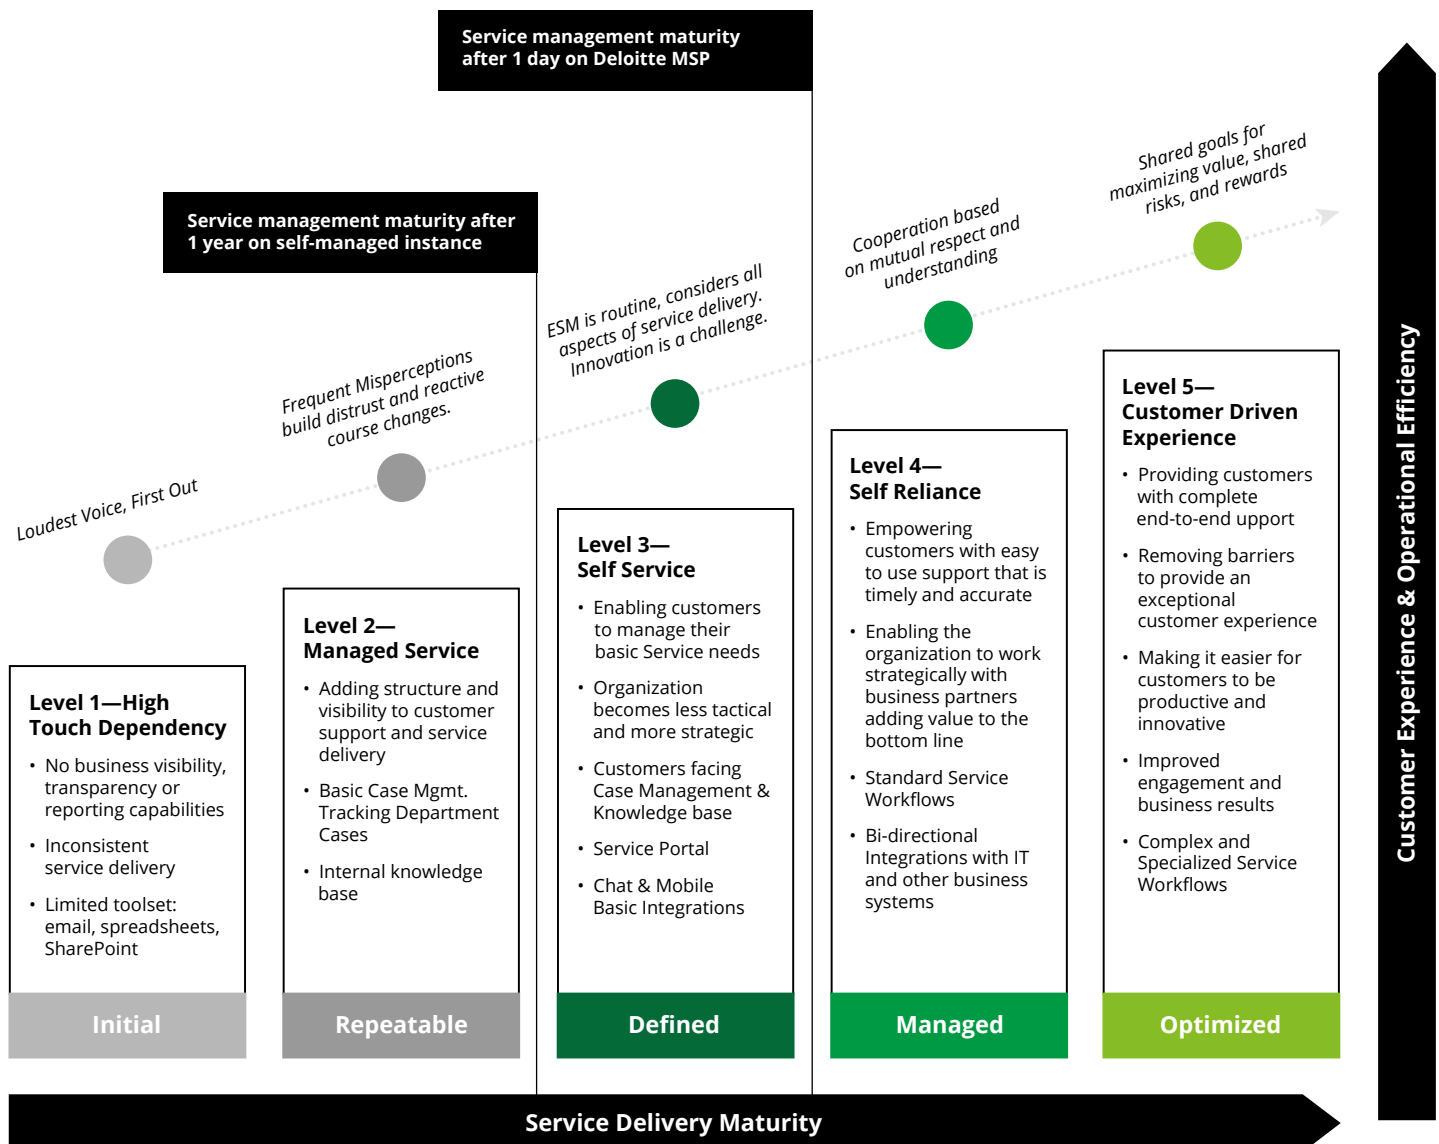 Service management maturity
after 1 day on Deloitte MSP
Service management maturity after
1 year on self-managed instance
Loudest Voice, First Out
Frequent Misperceptions
build distrust and reactive
course changes.
ESM is routine, considers all
aspects of service delivery.
Innovation is a challenge.
Cooperation based
on mutual respect and
understanding
Shared goals for
maximizing value, shared
risks, and rewards
Level 1—High
Touch Dependency
• No business visibility,
transparency or
reporting capabilities
• Inconsistent
service delivery
• Limited toolset:
email, spreadsheets,
SharePoint
Initial
Level 2—
Managed Service
• Adding structure and
visibility to customer
support and service
delivery
• Basic Case Mgmt.
Tracking Department
Cases
• Internal knowledge
base
Repeatable
Level 3—
Self Service
• Enabling customers
to manage their
basic Service needs
• Organization
becomes less tactical
and more strategic
• Customers facing
Case Management &
Knowledge base
• Service Portal
• Chat & Mobile
Basic Integrations
Defined
Level 4—
Self Reliance
• Empowering
customers with easy
to use support that is
timely and accurate
• Enabling the
organization to work
strategically with
business partners
adding value to the
bottom line
• Standard Service
Workflows
• Bi-directional
Integrations with IT
and other business
systems
Managed
Level 5—
Customer Driven
Experience
• Providing customers
with complete
end-to-end upport
• Removing barriers
to provide an
exceptional
customer experience
• Making it easier for
customers to be
productive and
innovative
• Improved
engagement and
business results
• Complex and
Specialized Service
Workflows
Optimized
Customer Experience & Operational Efficiency
Service Delivery Maturity